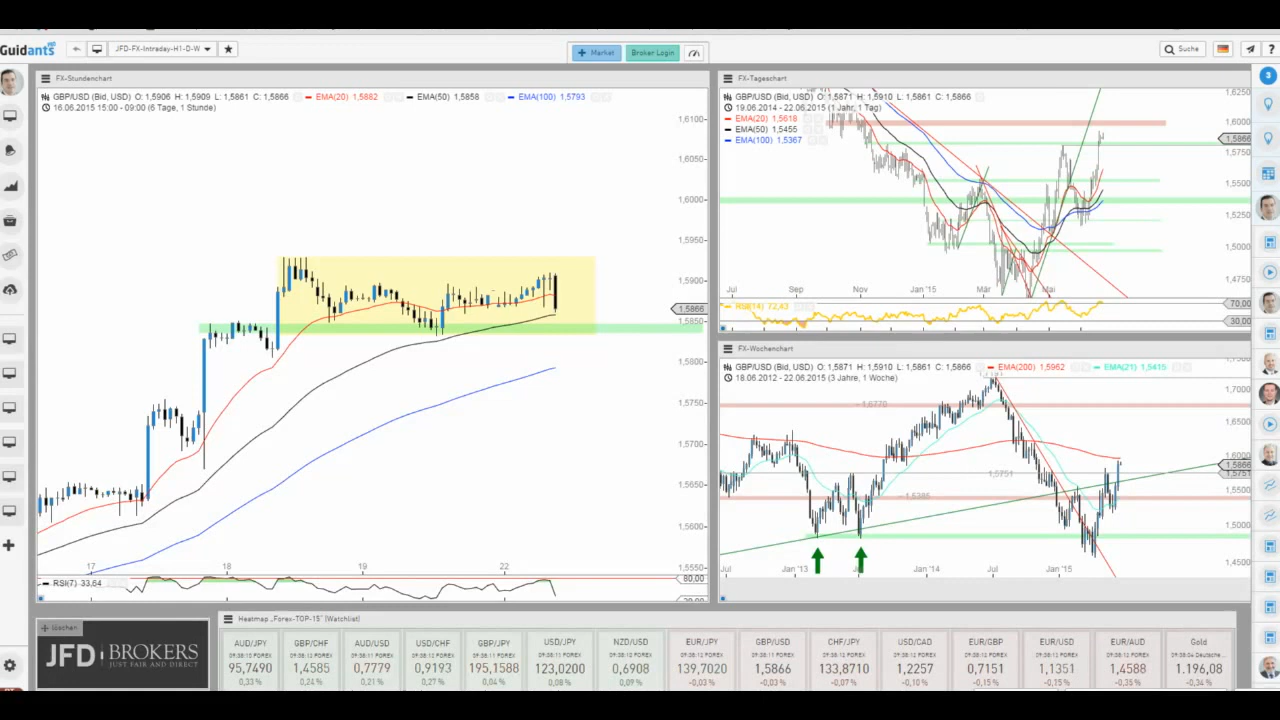 Guidants
JFD-FX-Intraday-H1-D-W
Market
Broker Login
Suche
?
FX-Stundenchart
GBP/USD (Bid, USD) O: 1,5906 H: 1,5909 L: 1,5861 C: 1,5866 EMA(20) 1,5882 EMA(50) 1,5858 EMA(100) 1,5793
16.06.2015 15:00 - 09:00 (6 Tage, 1 Stunde)
1,6100
1,6050
1,6000
1,5950
1,5900
1,5866
1,5850
1,5800
1,5750
1,5700
1,5650
1,5600
1,5550
17 18 19 22
RSI(7) 33,64
80,00
20,00
FX-Tageschart
GBP/USD (Bid, USD) O: 1,5871 H: 1,5910 L: 1,5861 C: 1,5866
19.06.2014 - 22.06.2015 (1 Jahr, 1 Tag)
EMA(20) 1,5618
EMA(50) 1,5455
EMA(100) 1,5367
1,6250
1,6000
1,5866
1,5750
1,5500
1,5250
1,5000
1,4750
Jul Sep Nov Jan '15 Mär Mai
RSI(14) 72,43
70,00
30,00
FX-Wochenchart
GBP/USD (Bid, USD) O: 1,5871 H: 1,5910 L: 1,5861 C: 1,5866 EMA(200) 1,5962 EMA(21) 1,5415
18.06.2012 - 22.06.2015 (3 Jahre, 1 Woche)
1,7000
1,6770
1,6500
1,6000
1,5866
1,5751
1,5751
1,5500
1,5385
1,5000
1,4500
Jul Jan '13 Jan '14 Jul Jan '15
löschen
JFD BROKERS
JUST FAIR AND DIRECT
Heatmap „Forex-TOP-15" (Watchlist)
AUD/JPY GBP/CHF AUD/USD USD/CHF GBP/JPY USD/JPY NZD/USD EUR/JPY GBP/USD CHF/JPY USD/CAD EUR/GBP EUR/USD EUR/AUD Gold
95,7490 1,4585 0,7779 0,9193 195,1588 123,0200 0,6908 139,7020 1,5866 133,810 1,2257 0,7151 1,1351 1,4588 1.196,08
0,33 % 0,24 % 0,21 % 0,27 % 0,06 % 0,08 % 0,09 % -0,03 % -0,03 % -0,07 % -0,10 % -0,15 % -0,15 % -0,35 % -0,34 %
3